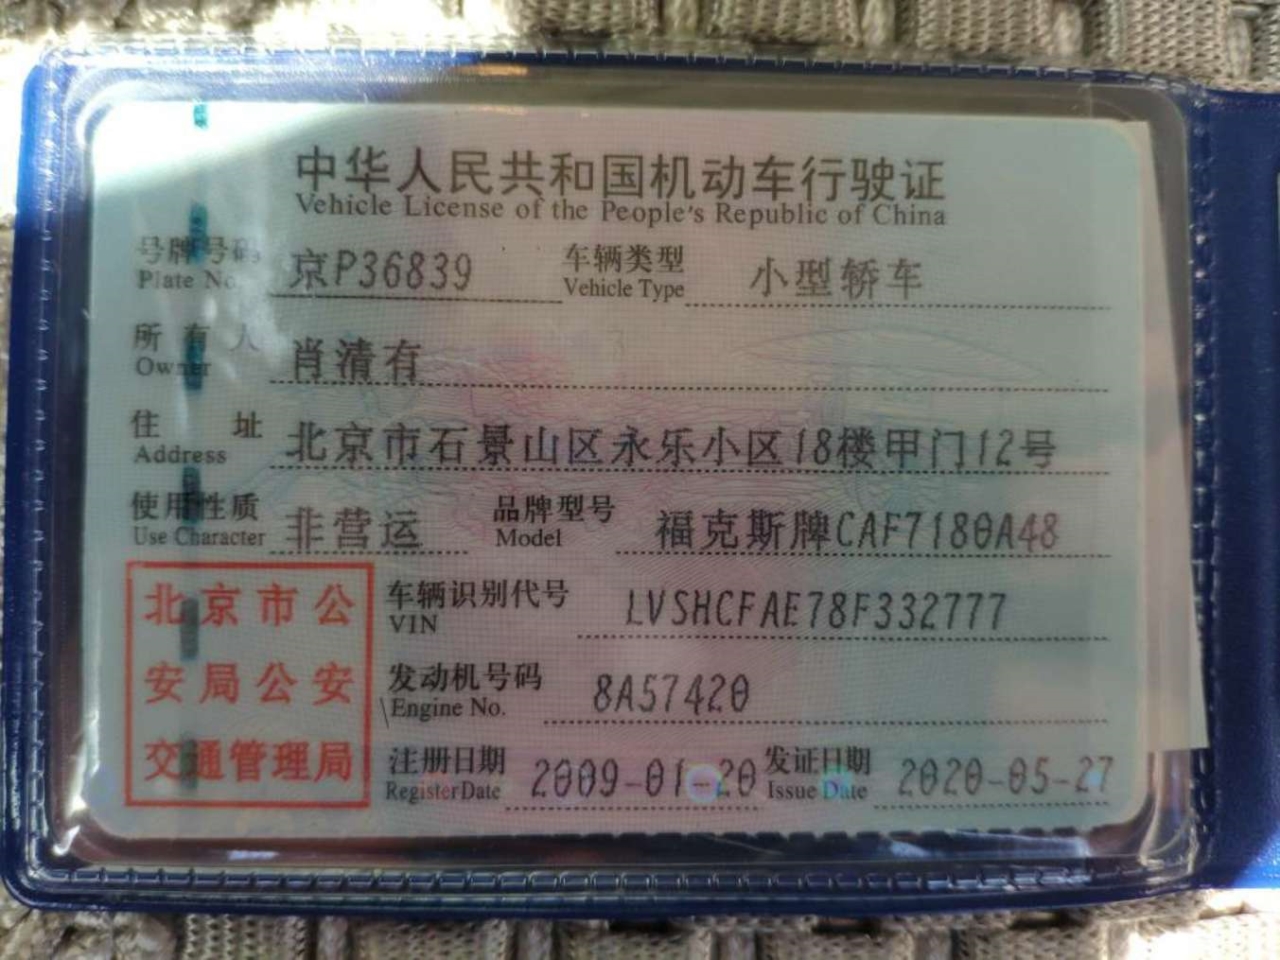 中华人民共和国机动车行驶证
Vehicle License of the People's Republic of China
号牌号码 京P36839 车辆类型 小型轿车
Plate No. Vehicle Type
所有人 肖清有
Owner
住址 北京市石景山区永乐小区18楼甲门12号
Address
使用性质 非营运 品牌型号 福克斯牌CAF7180A48
Use Character Model
北京市公
安局公安
交通管理局
车辆识别代号 LVSHCFAE78F332777
VIN
发动机号码 8A57420
Engine No.
注册日期 2009-01-20 发证日期 2020-05-27
Register Date Issue Date